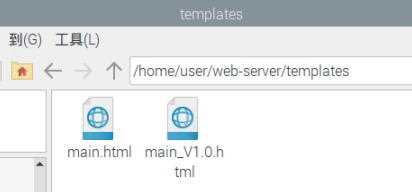 templates
到(G) 工具(L)
/home/user/web-server/templates
main.html main_V1.0.h
tml